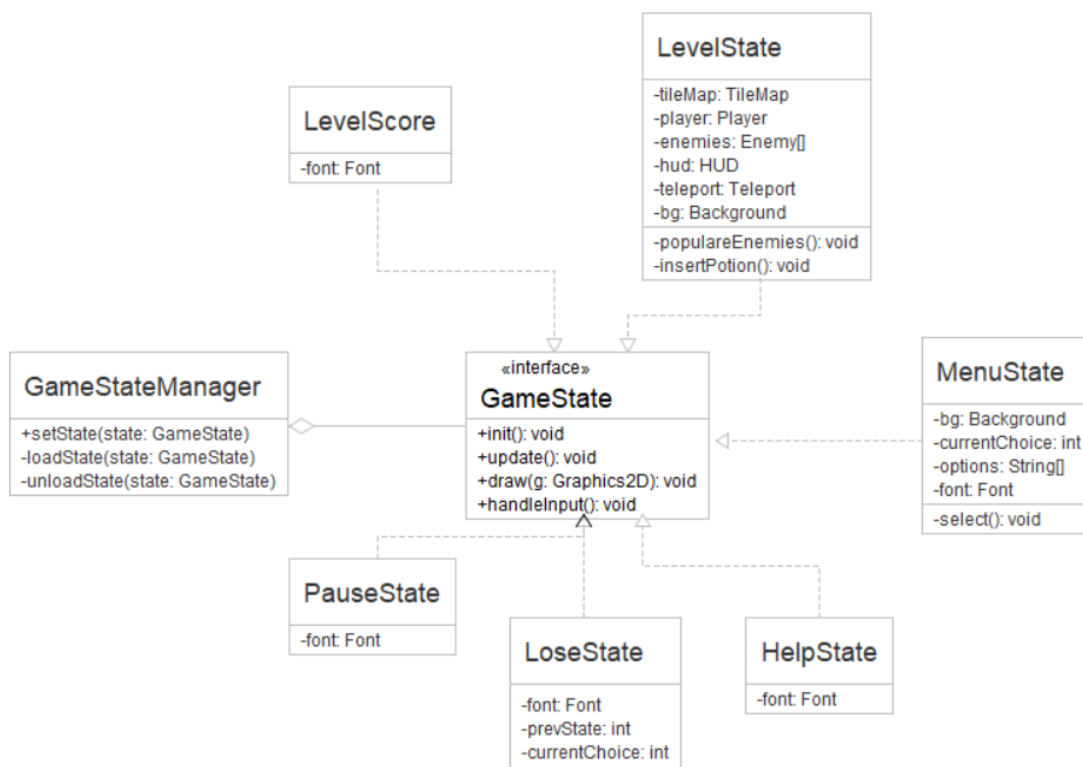 LevelState
-tileMap: TileMap
-player: Player
-enemies: Enemy[]
-hud: HUD
-teleport: Teleport
-bg: Background
-populareEnemies(): void
-insertPotion(): void
LevelScore
-font: Font
GameStateManager
+setState(state: GameState)
-loadState(state: GameState)
-unloadState(state: GameState)
«interface»
GameState
+init(): void
+update(): void
+draw(g: Graphics2D): void
+handleInput(): void
MenuState
-bg: Background
-currentChoice: int
-options: String[]
-font: Font
-select(): void
PauseState
-font: Font
LoseState
-font: Font
-prevState: int
-currentChoice: int
HelpState
-font: Font